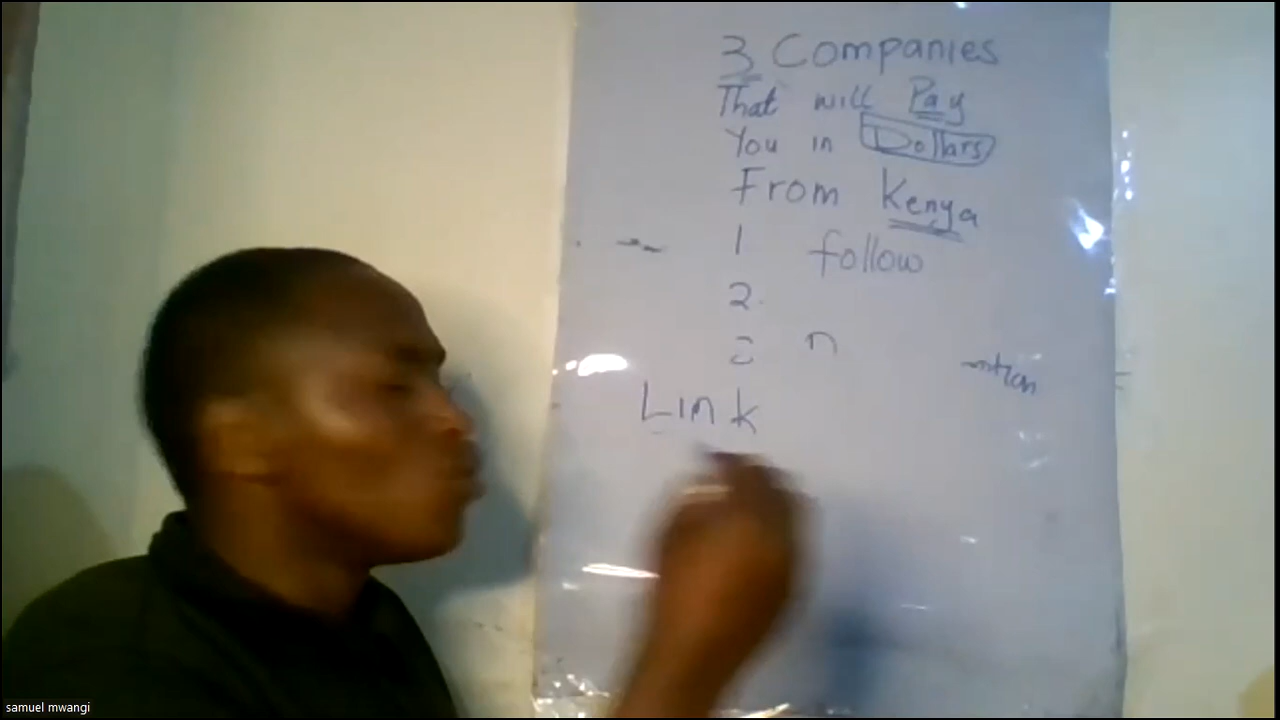 3 Companies
That will Pay
You in Dollars
From Kenya
1 follow
2.
n
Link
samuel mwangi